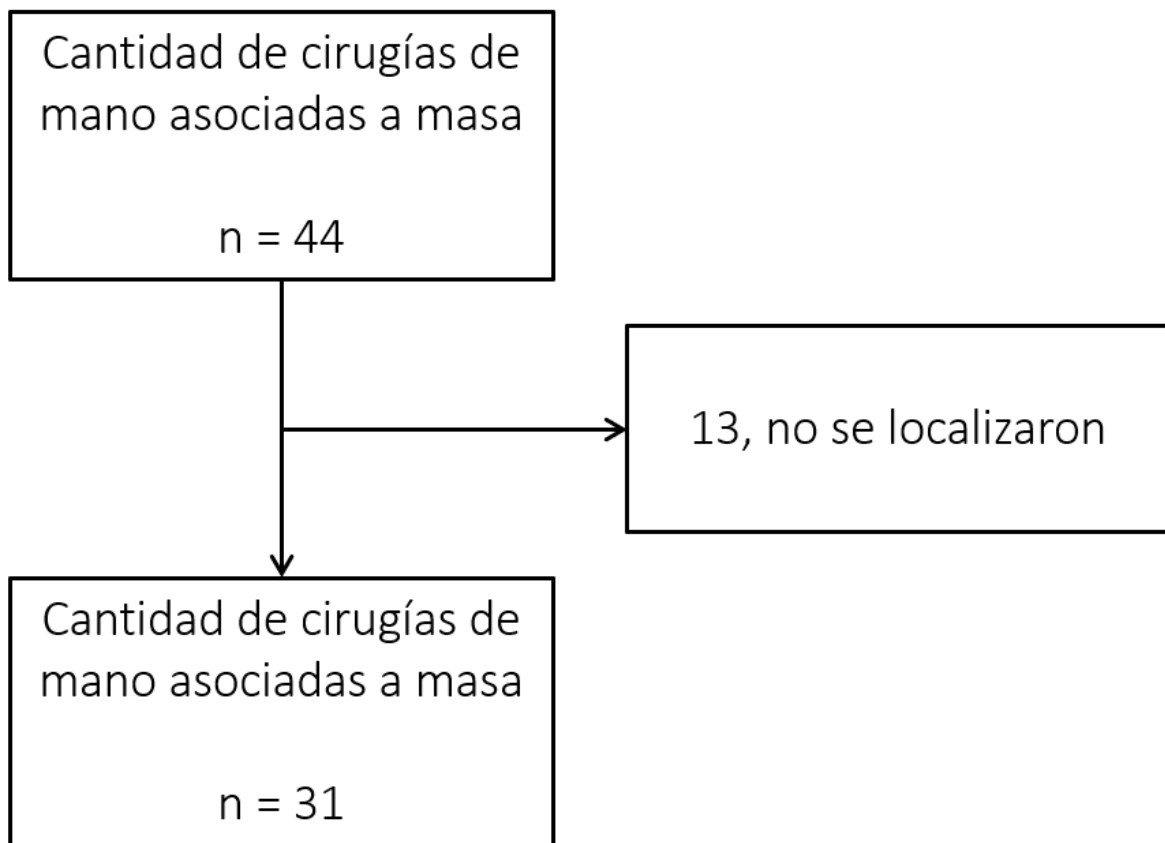 Cantidad de cirugías de
mano asociadas a masa
n = 44
13, no se localizaron
Cantidad de cirugías de
mano asociadas a masa
n = 31